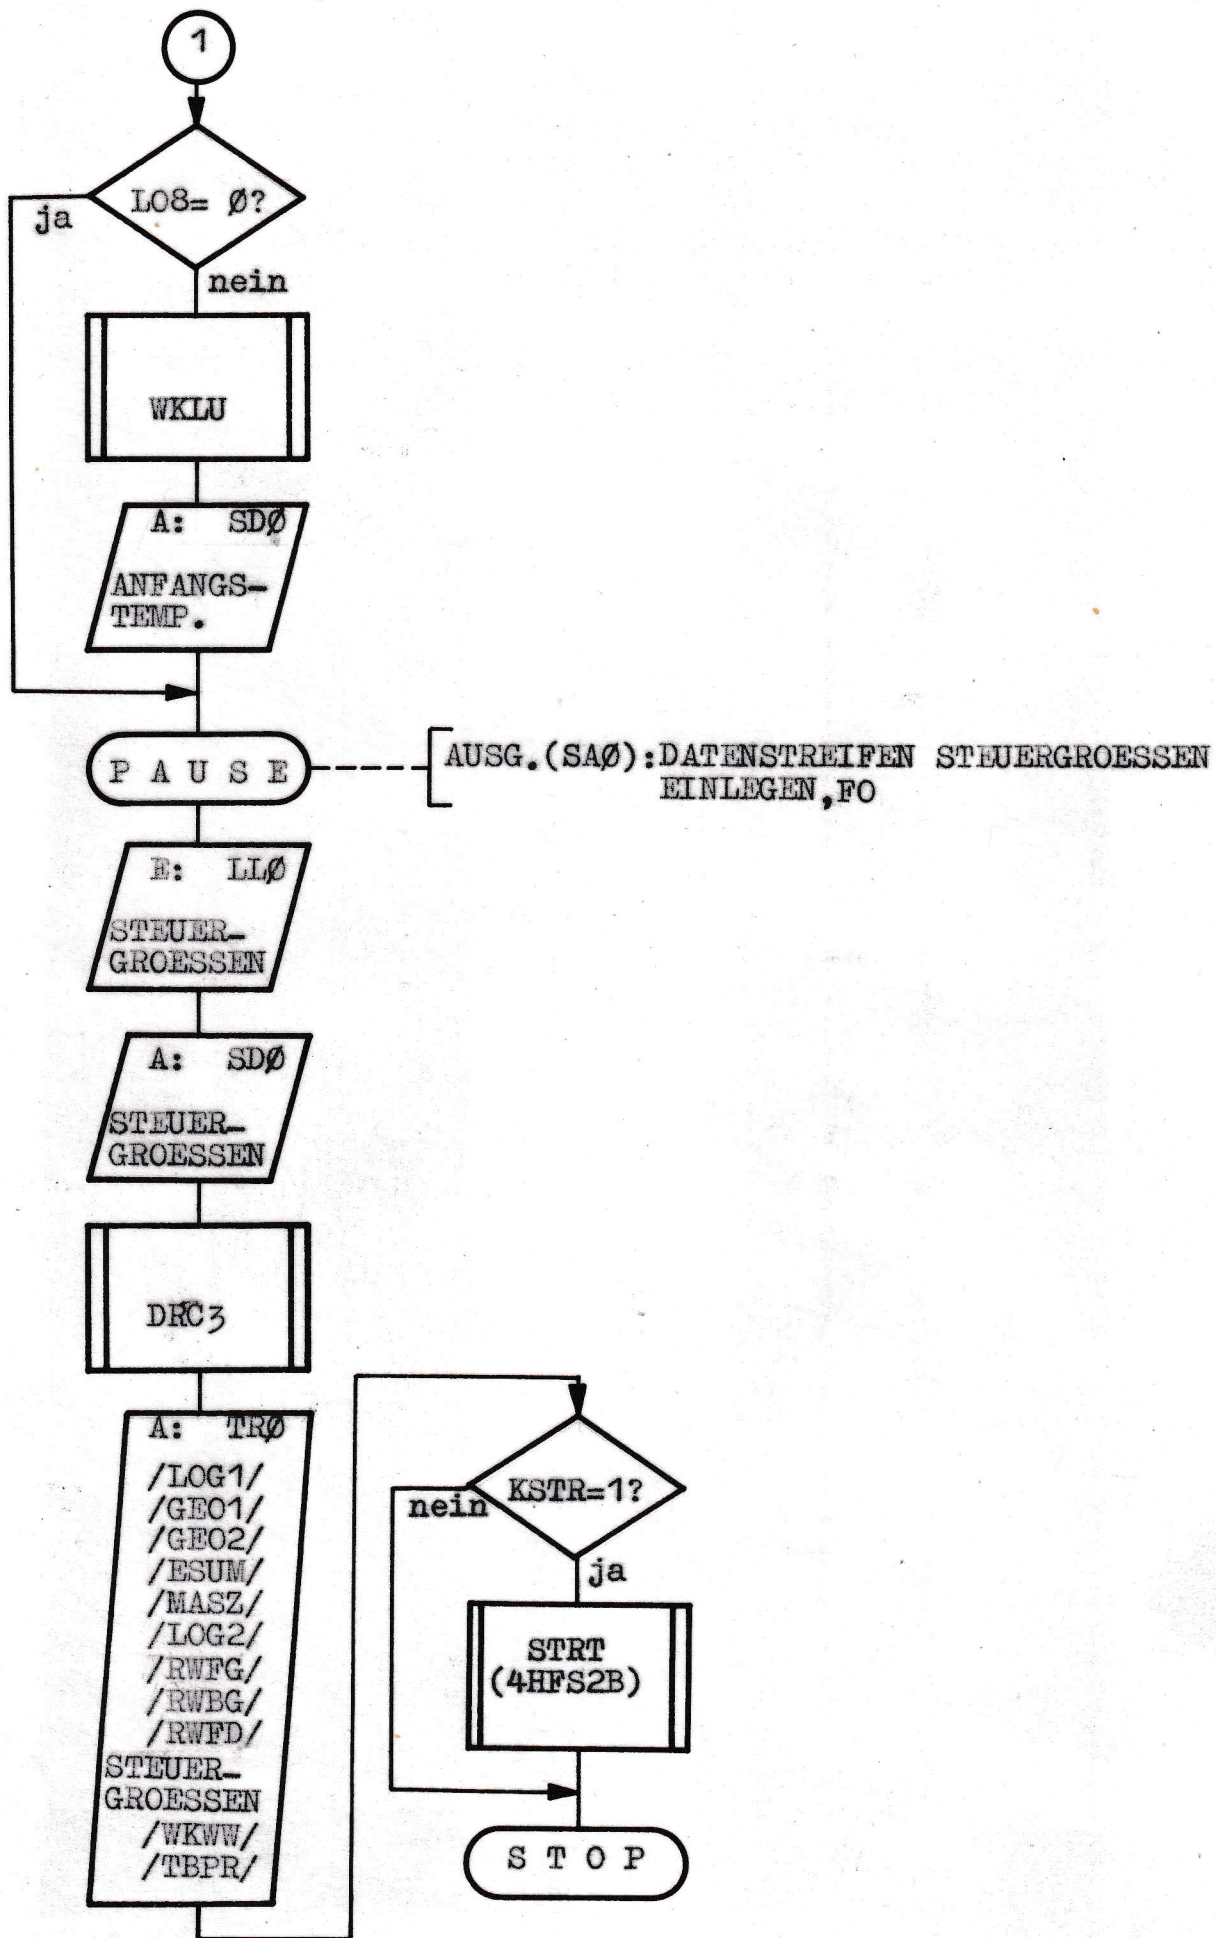 1
LO8= Ø?
ja
nein
WKLU
A: SDØ
ANFANGS-
TEMP.
P A U S E
AUSG.(SAØ):DATENSTREIFEN STEUERGROESSEN
EINLEGEN,FO
E: LLØ
STEUER-
GROESSEN
A: SDØ
STEUER-
GROESSEN
DRC3
A: TRØ
/LOG1/
/GEO1/
/GEO2/
/ESUM/
/MASZ/
/LOG2/
/RWFG/
/RWBG/
/RWFD/
STEUER-
GROESSEN
/WKWW/
/TBPR/
KSTR=1?
nein
ja
STRT
(4HFS2B)
S T O P